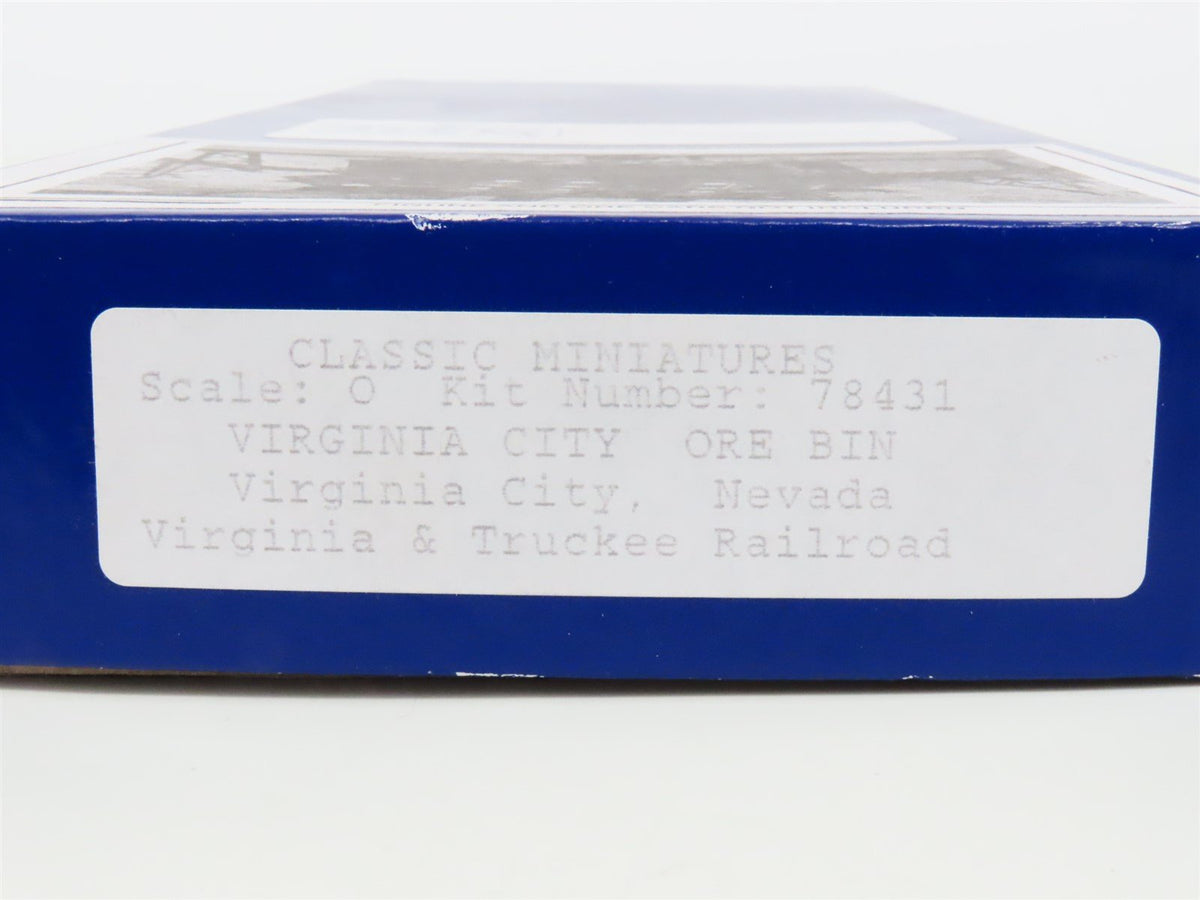 CLASSIC MINIATURES
Scale: O Kit Number: 78431
VIRGINIA CITY ORE BIN
Virginia City, Nevada
Virginia & Truckee Railroad